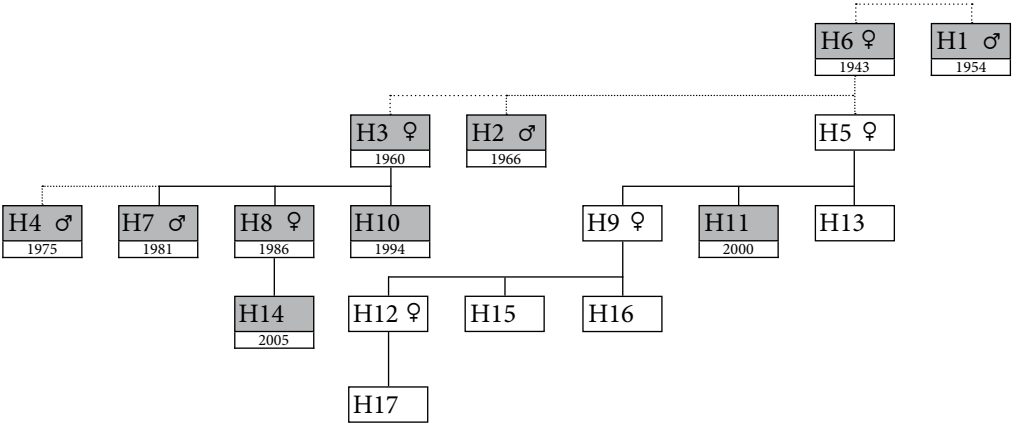 H6 ♀ H1 ♂
1943 1954
H3 ♀ H2 ♂ H5 ♀
1960 1966
H4 ♂ H7 ♂ H8 ♀ H10 H9 ♀ H11 H13
1975 1981 1986 1994 2000
H14 H12 ♀ H15 H16
2005
H17